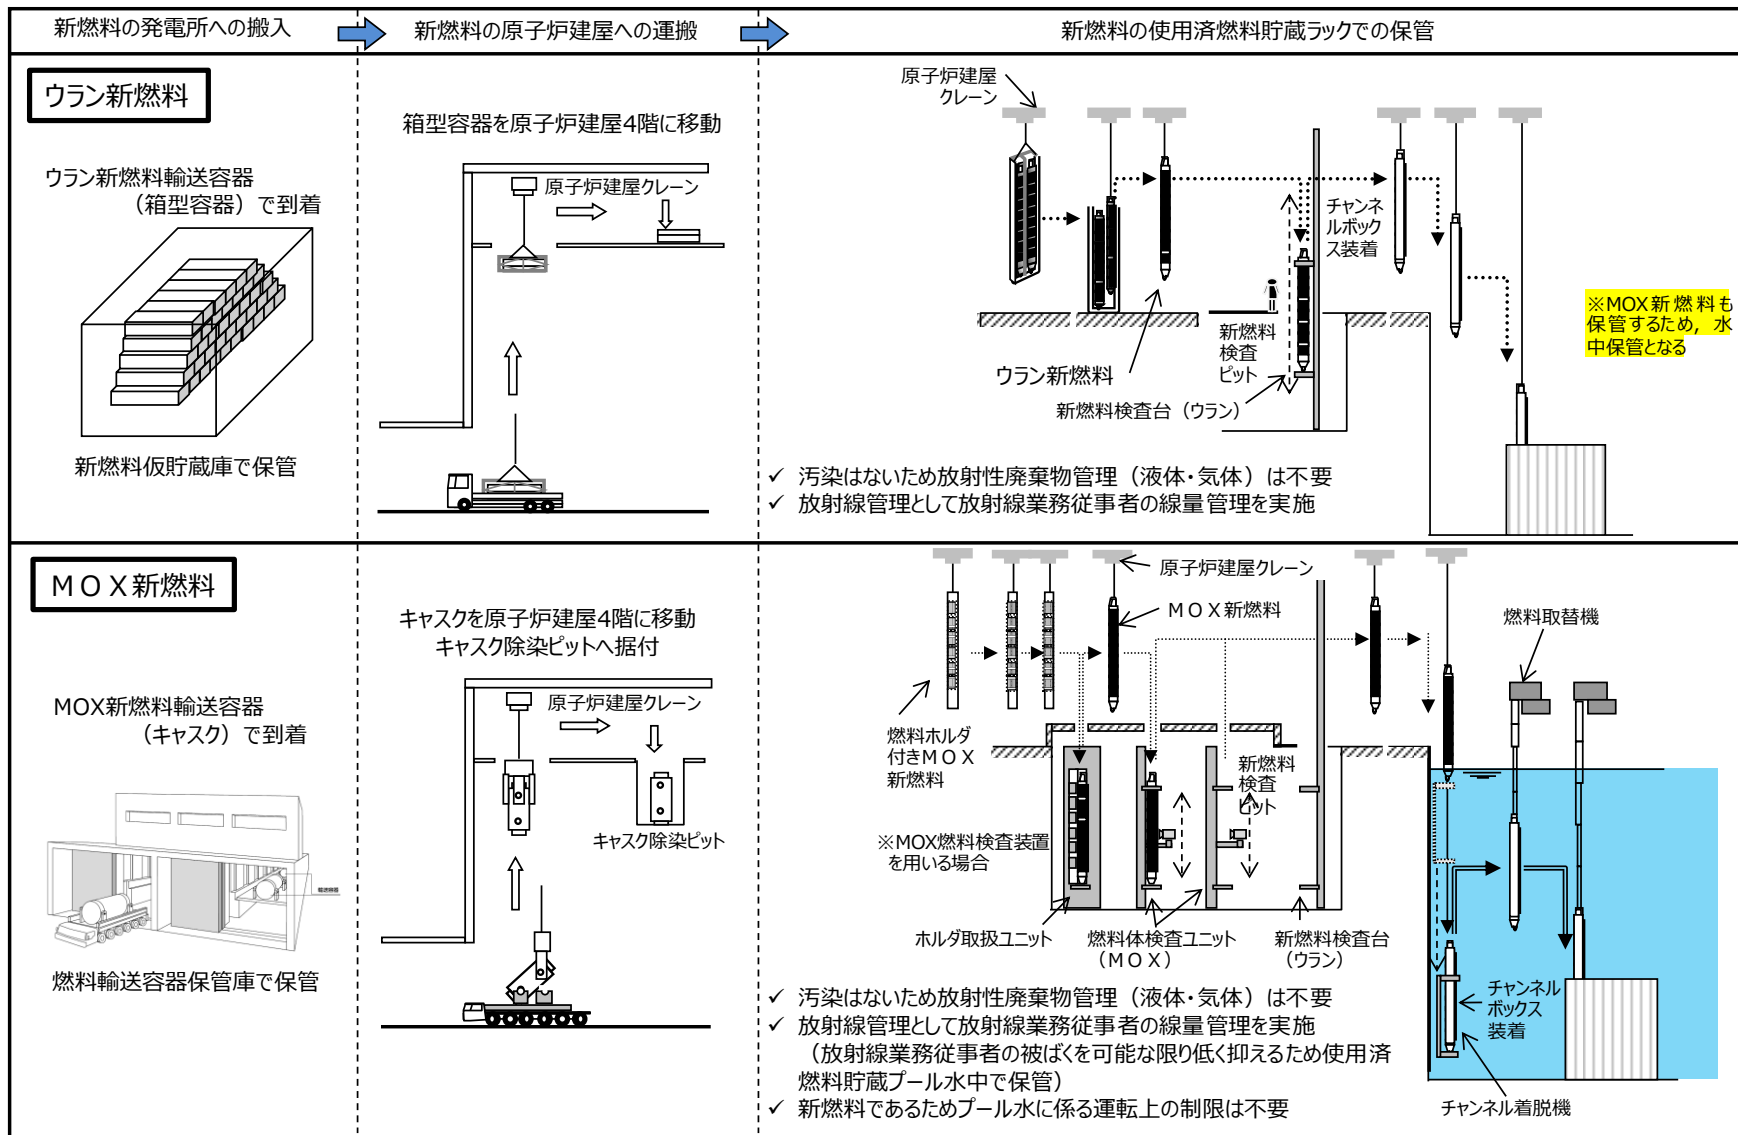 新燃料の発電所への搬入
新燃料の原子炉建屋への運搬
新燃料の使用済燃料貯蔵ラックでの保管
ウラン新燃料
ウラン新燃料輸送容器
（箱型容器）で到着
新燃料仮貯蔵庫で保管
箱型容器を原子炉建屋4階に移動
原子炉建屋クレーン
原子炉建屋
クレーン
チャンネ
ルボック
ス装着
新燃料
検査
ピット
ウラン新燃料
新燃料検査台（ウラン）
※MOX新燃料も
保管するため，水
中保管となる
✓ 汚染はないため放射性廃棄物管理（液体・気体）は不要
✓ 放射線管理として放射線業務従事者の線量管理を実施
ＭＯＸ新燃料
MOX新燃料輸送容器
（キャスク）で到着
輸送容器
燃料輸送容器保管庫で保管
キャスクを原子炉建屋4階に移動
キャスク除染ピットへ据付
原子炉建屋クレーン
キャスク除染ピット
原子炉建屋クレーン
ＭＯＸ新燃料
燃料取替機
燃料ホルダ
付きＭＯＸ
新燃料
新燃料
検査
ピット
※MOX燃料検査装置
を用いる場合
ホルダ取扱ユニット
燃料体検査ユニット
（ＭＯＸ）
新燃料検査台
（ウラン）
チャンネル
ボックス
装着
チャンネル着脱機
✓ 汚染はないため放射性廃棄物管理（液体・気体）は不要
✓ 放射線管理として放射線業務従事者の線量管理を実施
（放射線業務従事者の被ばくを可能な限り低く抑えるため使用済
燃料貯蔵プール水中で保管）
✓ 新燃料であるためプール水に係る運転上の制限は不要